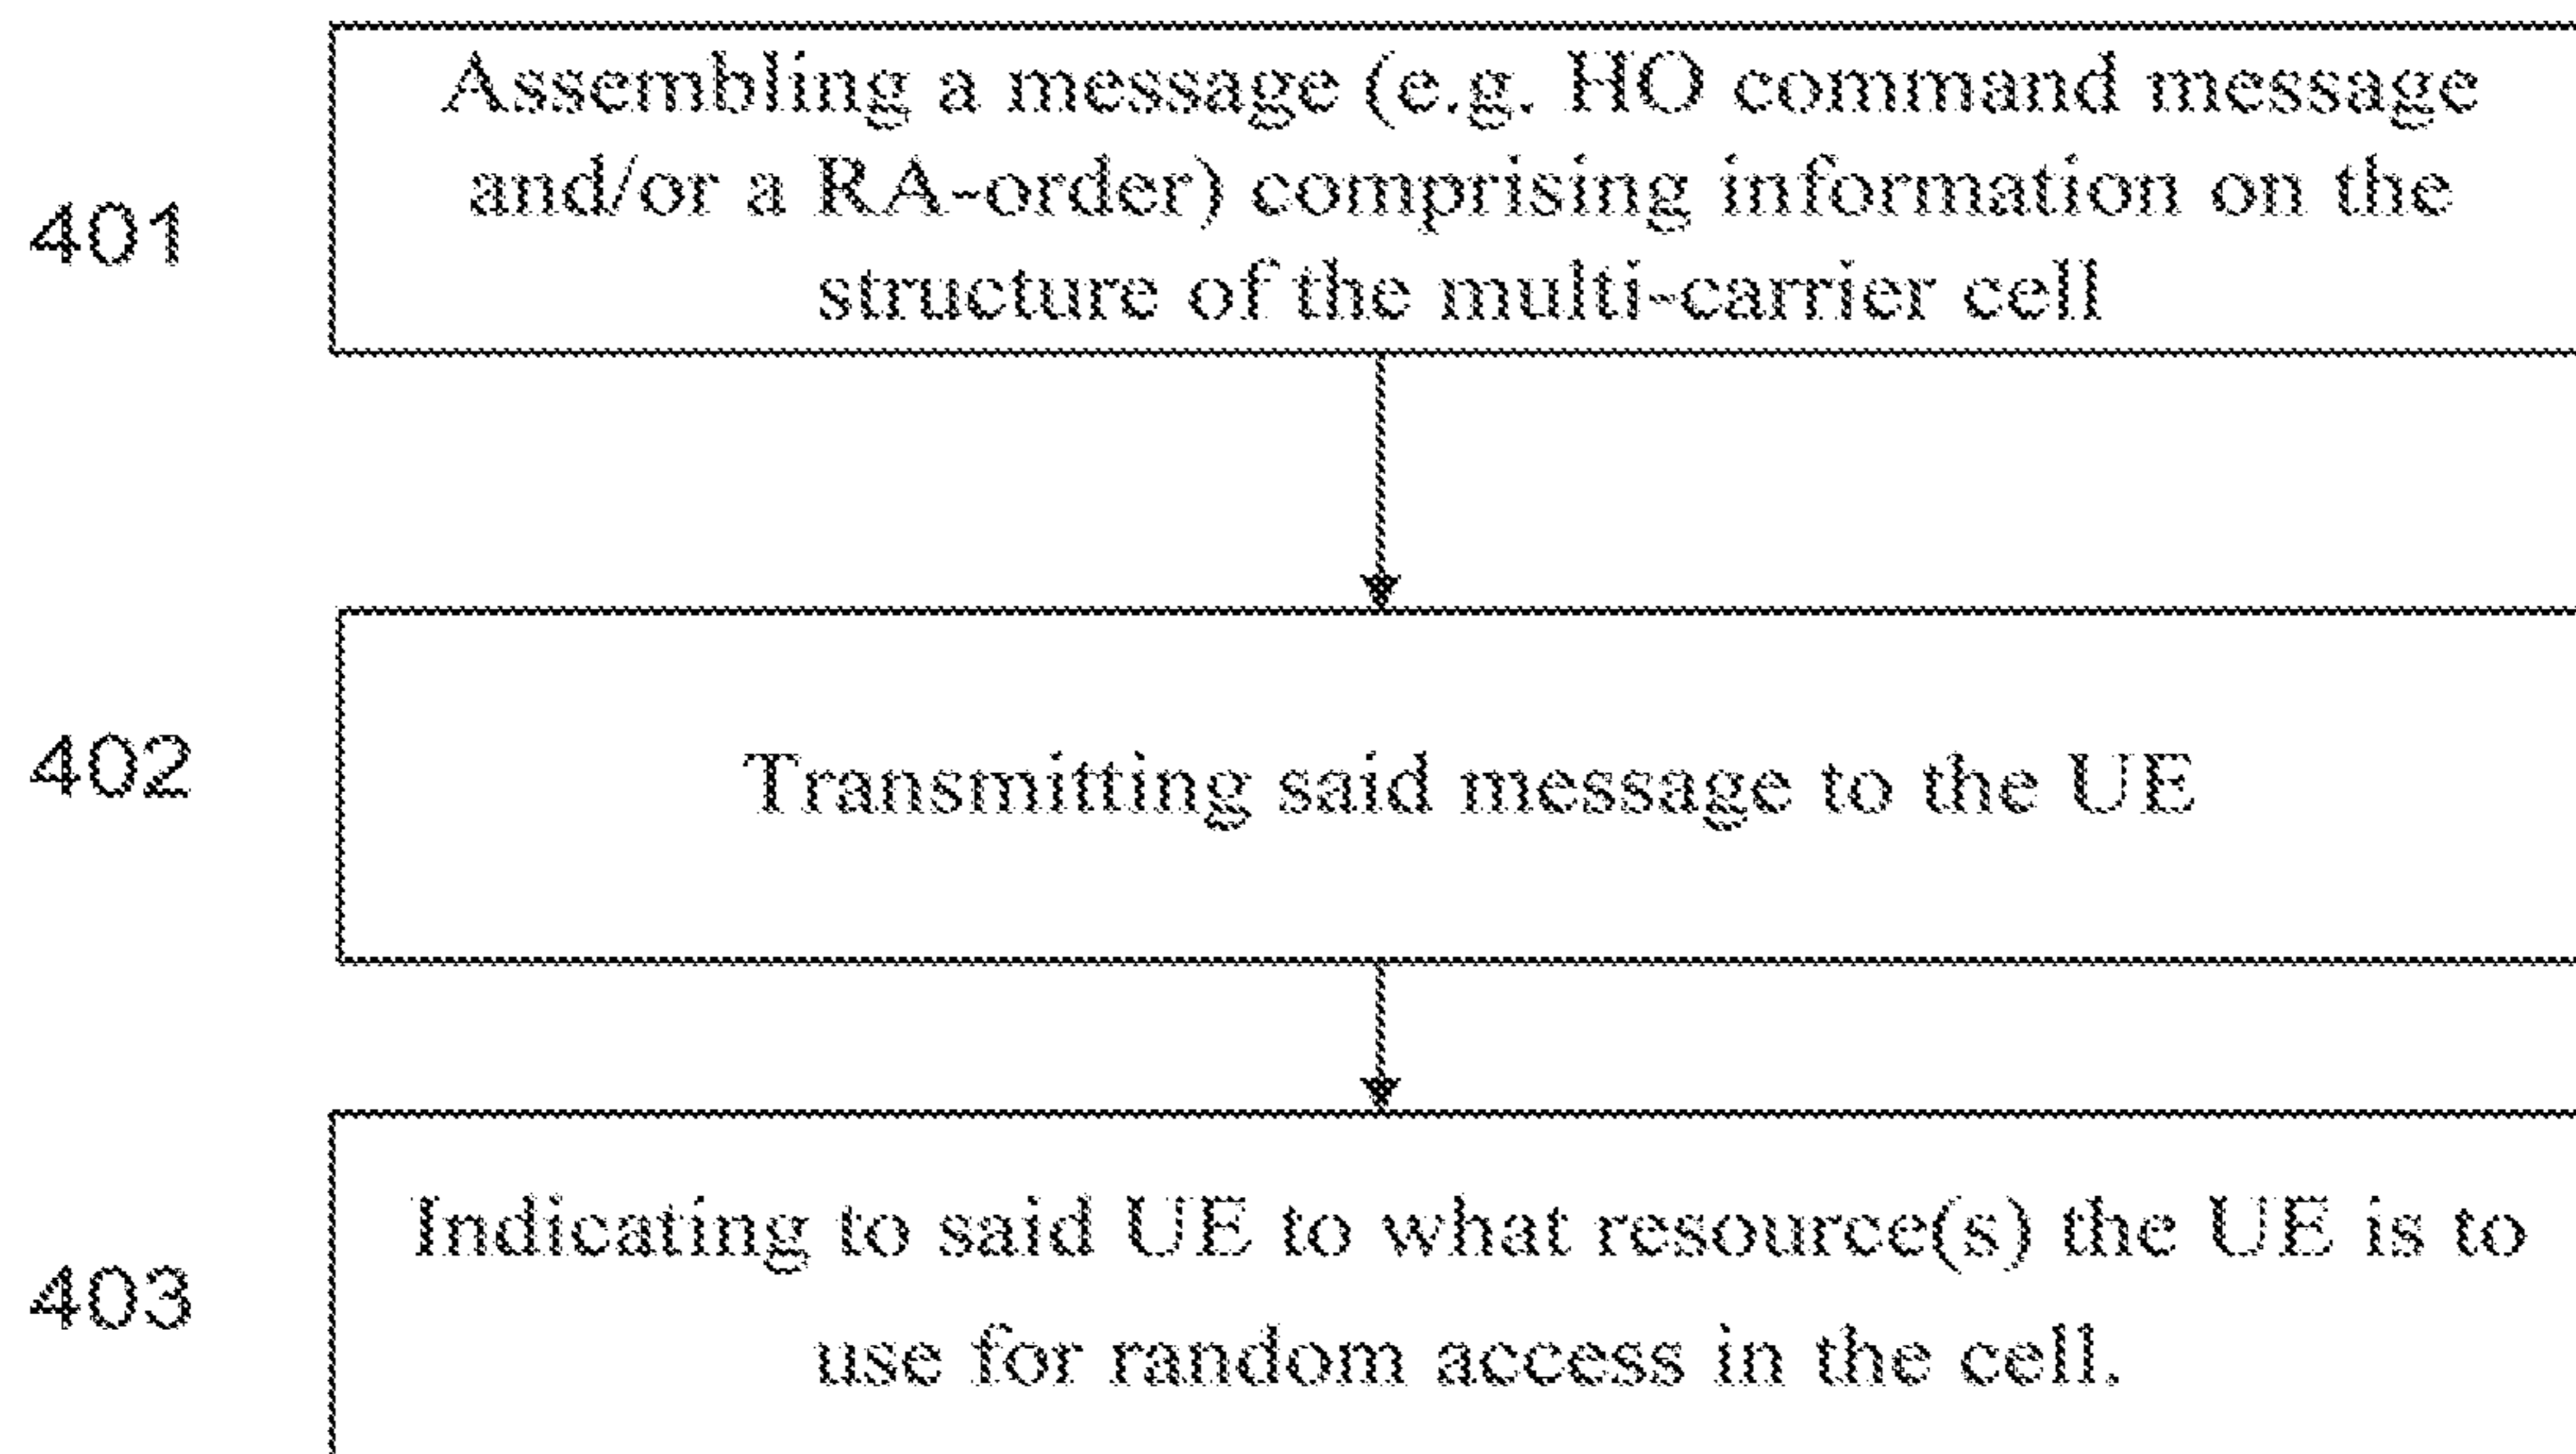 Assembling a message (e.g. HO command message
and/or a RA-order) comprising information on the
structure of the multi-carrier cell
401
Transmitting said message to the UE
402
Indicating to said UE to what resource(s) the UE is to
use for random access in the cell.
403